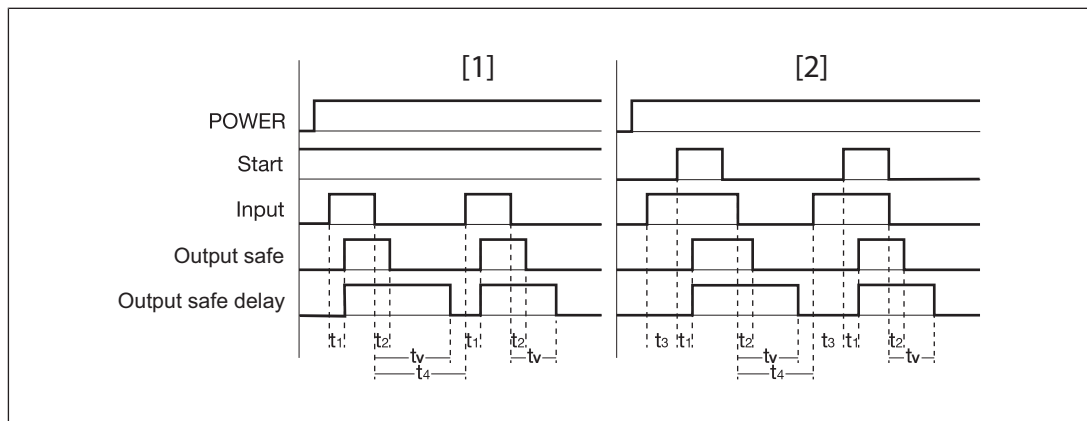 [1] [2]
POWER
Start
Input
Output safe
Output safe delay
t1 t2 t1 t2 t3 t1 t2 t3 t1 t2
tv tv tv tv
t4 t4